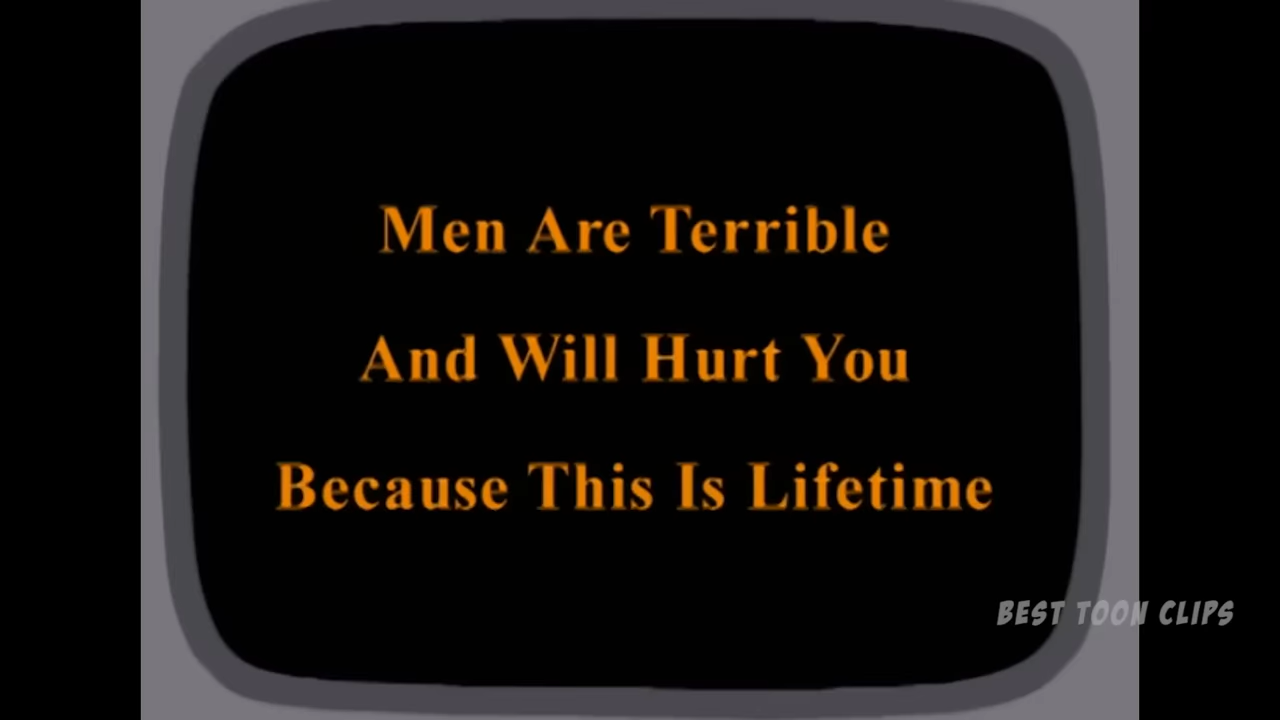 Men Are Terrible
And Will Hurt You
Because This Is Lifetime
BEST TOON CLIPS